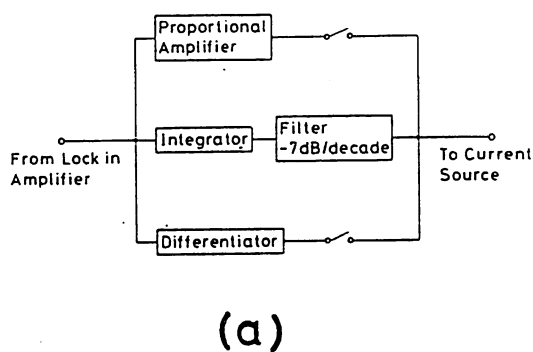 Proportional
Amplifier
From Lock in
Amplifier
Integrator
Filter
-7dB/decade
To Current
Source
Differentiator
(a)